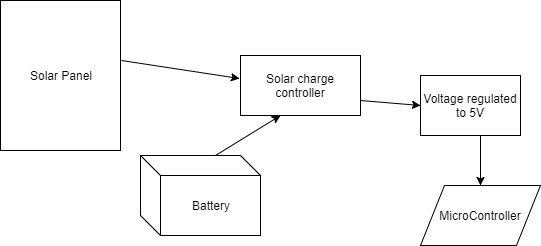 Solar Panel
Solar charge
controller
Voltage regulated
to 5V
Battery
MicroController